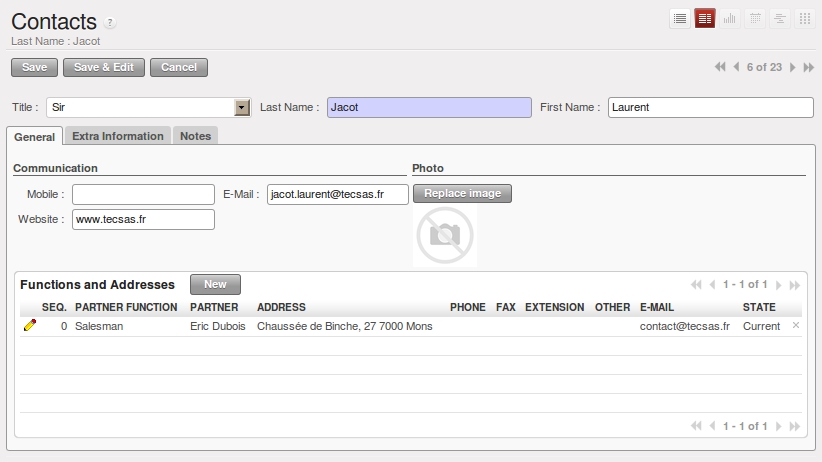 Contacts ?
Last Name : Jacot
Save Save & Edit Cancel 6 of 23
Title : Sir Last Name : Jacot First Name : Laurent
General Extra Information Notes
Communication Photo
Mobile : E-Mail : jacot.laurent@tecsas.fr Replace image
Website : www.tecsas.fr
Functions and Addresses New 1 - 1 of 1
SEQ. PARTNER FUNCTION PARTNER ADDRESS PHONE FAX EXTENSION OTHER E-MAIL STATE
0 Salesman Eric Dubois Chaussée de Binche, 27 7000 Mons contact@tecsas.fr Current
1 - 1 of 1